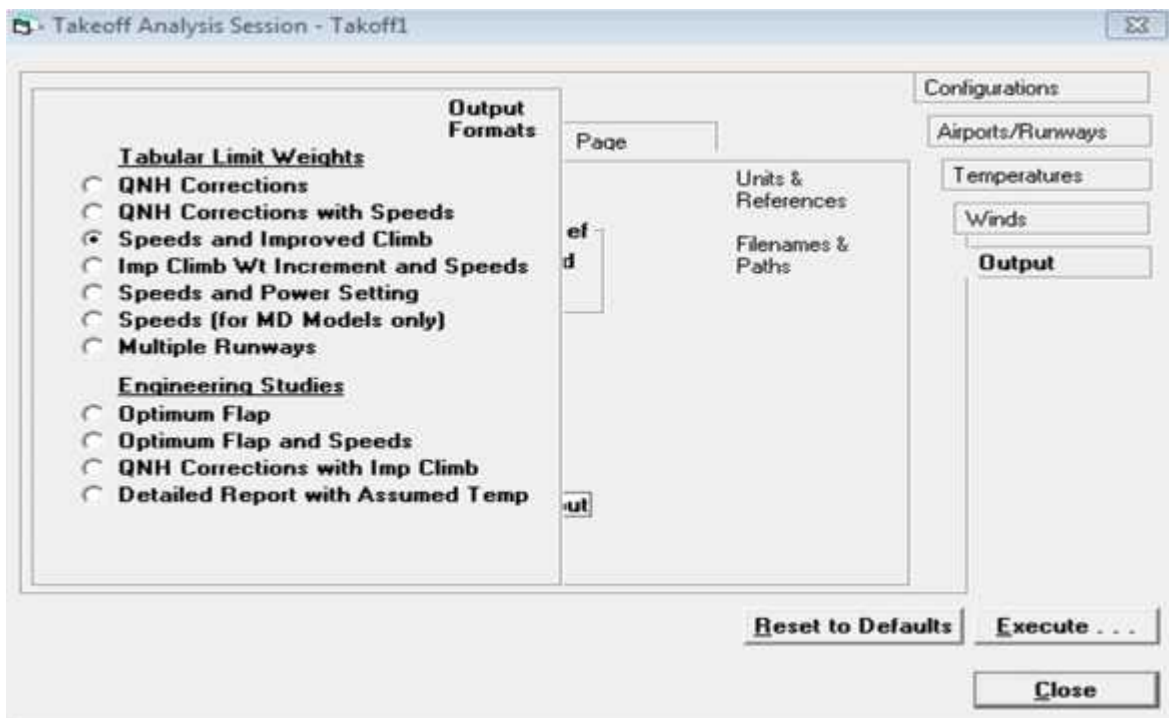 Takeoff Analysis Session - Takoff1
Output
Formats
Tabular Limit Weights
QNH Corrections
QNH Corrections with Speeds
Speeds and Improved Climb
Imp Climb Wt Increment and Speeds
Speeds and Power Setting
Speeds (for MD Models only)
Multiple Runways
Engineering Studies
Optimum Flap
Optimum Flap and Speeds
QNH Corrections with Imp Climb
Detailed Report with Assumed Temp
Page
Units &
References
Filenames &
Paths
ef
d
ut
Configurations
Airports/Runways
Temperatures
Winds
Output
Reset to Defaults
Execute . . .
Close